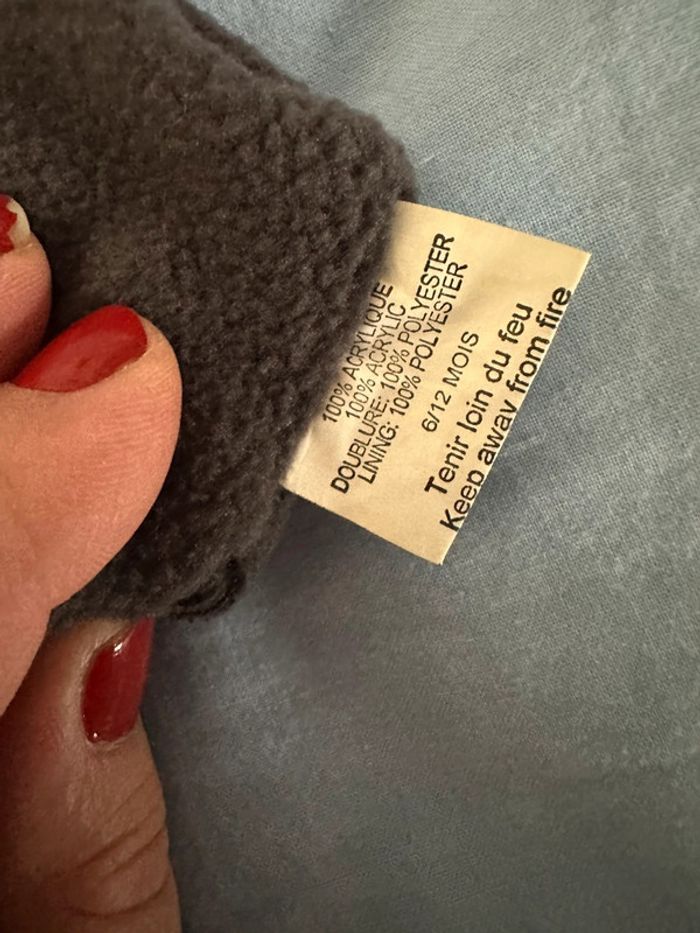 100% ACRYLIQUE
100% ACRYLIC
DOUBLURE: 100% POLYESTER
LINING: 100% POLYESTER
6/12 MOIS
Tenir loin du feu
Keep away from fire